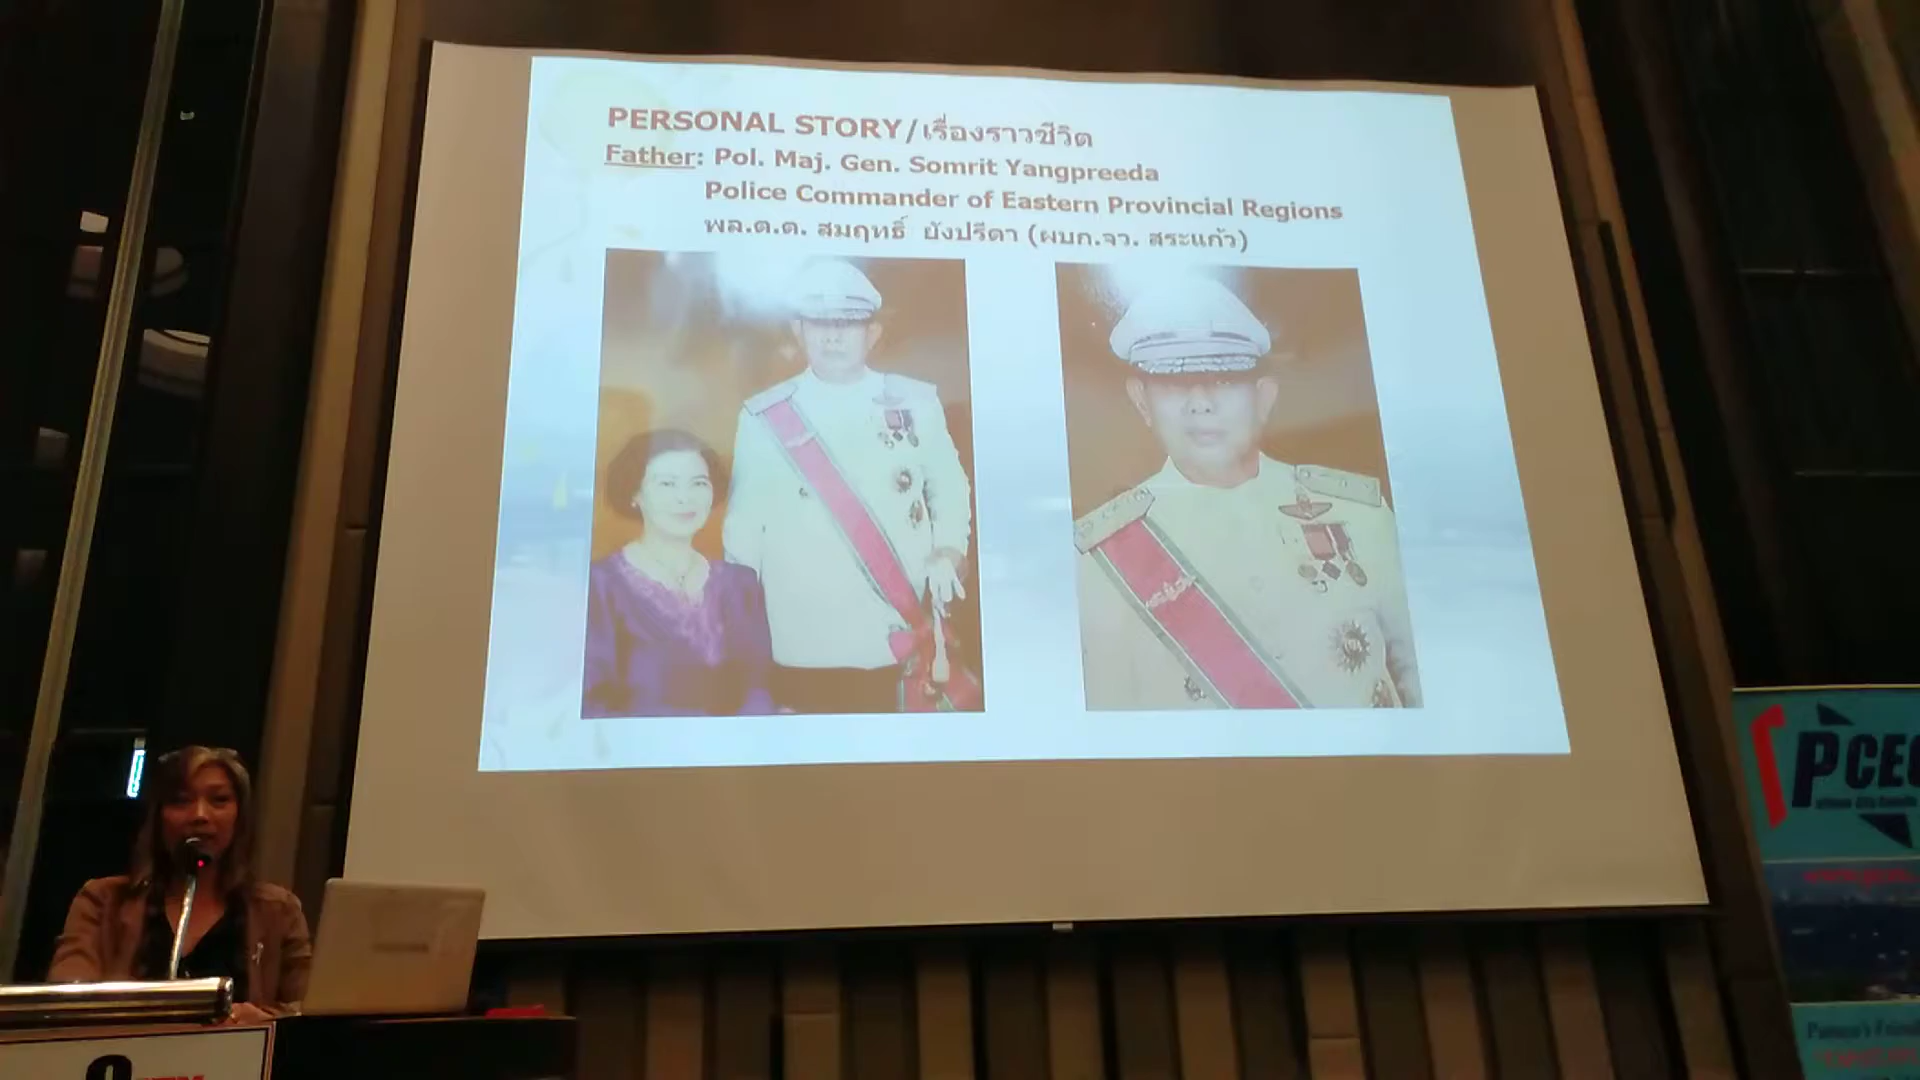 PERSONAL STORY/เรื่องราวชีวิต
Father: Pol. Maj. Gen. Somrit Yangpreeda
Police Commander of Eastern Provincial Regions
พล.ต.ต. สมฤทธิ์ ยังปรีดา (ผบก.จว. สระแก้ว)
PCEC